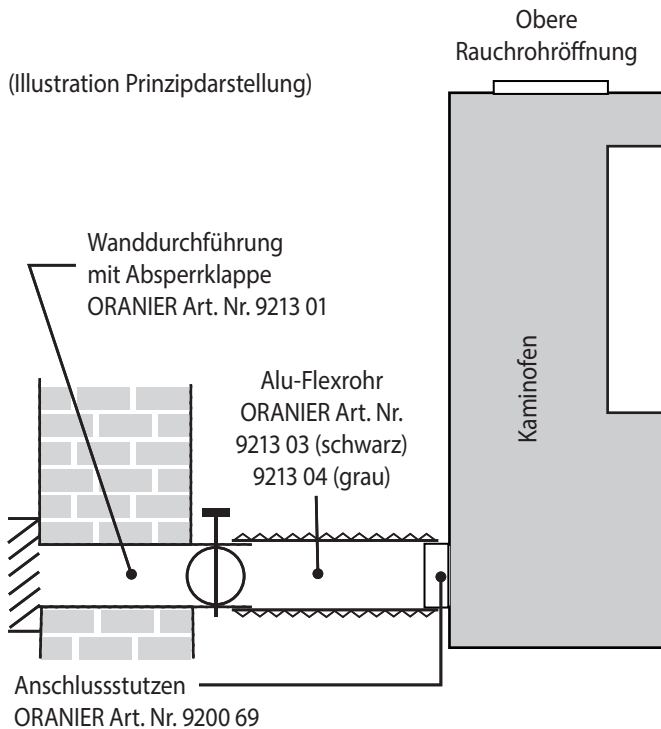 Obere
Rauchrohröffnung
(Illustration Prinzipdarstellung)
Wanddurchführung
mit Absperrklappe
ORANIER Art. Nr. 9213 01
Alu-Flexrohr
ORANIER Art. Nr.
9213 03 (schwarz)
9213 04 (grau)
Kaminofen
Anschlussstutzen
ORANIER Art. Nr. 9200 69